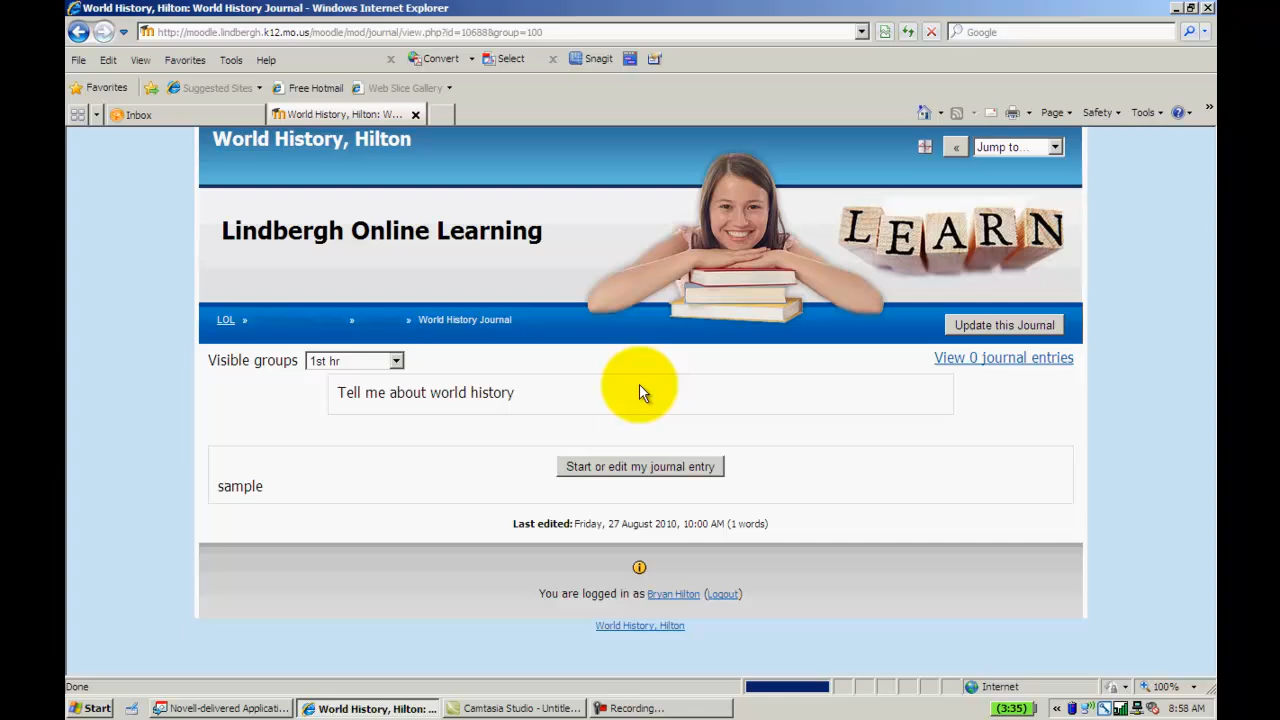 World History, Hilton: World History Journal - Windows Internet Explorer
http://moodle.lindbergh.k12.mo.us/moodle/mod/journal/view.php?id=10688&group=100
Google
File Edit View Favorites Tools Help
Convert Select Snagit
Favorites Suggested Sites Free Hotmail Web Slice Gallery
Inbox World History, Hilton: W... Page Safety Tools
World History, Hilton
Jump to...
Lindbergh Online Learning
LEARN
LOL » » » World History Journal
Update this Journal
Visible groups 1st hr
View 0 journal entries
Tell me about world history
Start or edit my journal entry
sample
Last edited: Friday, 27 August 2010, 10:00 AM (1 words)
You are logged in as Bryan Hilton (Logout)
World History, Hilton
Done Internet 100%
Start Novell-delivered Applicati... World History, Hilton: ... Camtasia Studio - Untitle... Recording... (3:35) « 8:58 AM